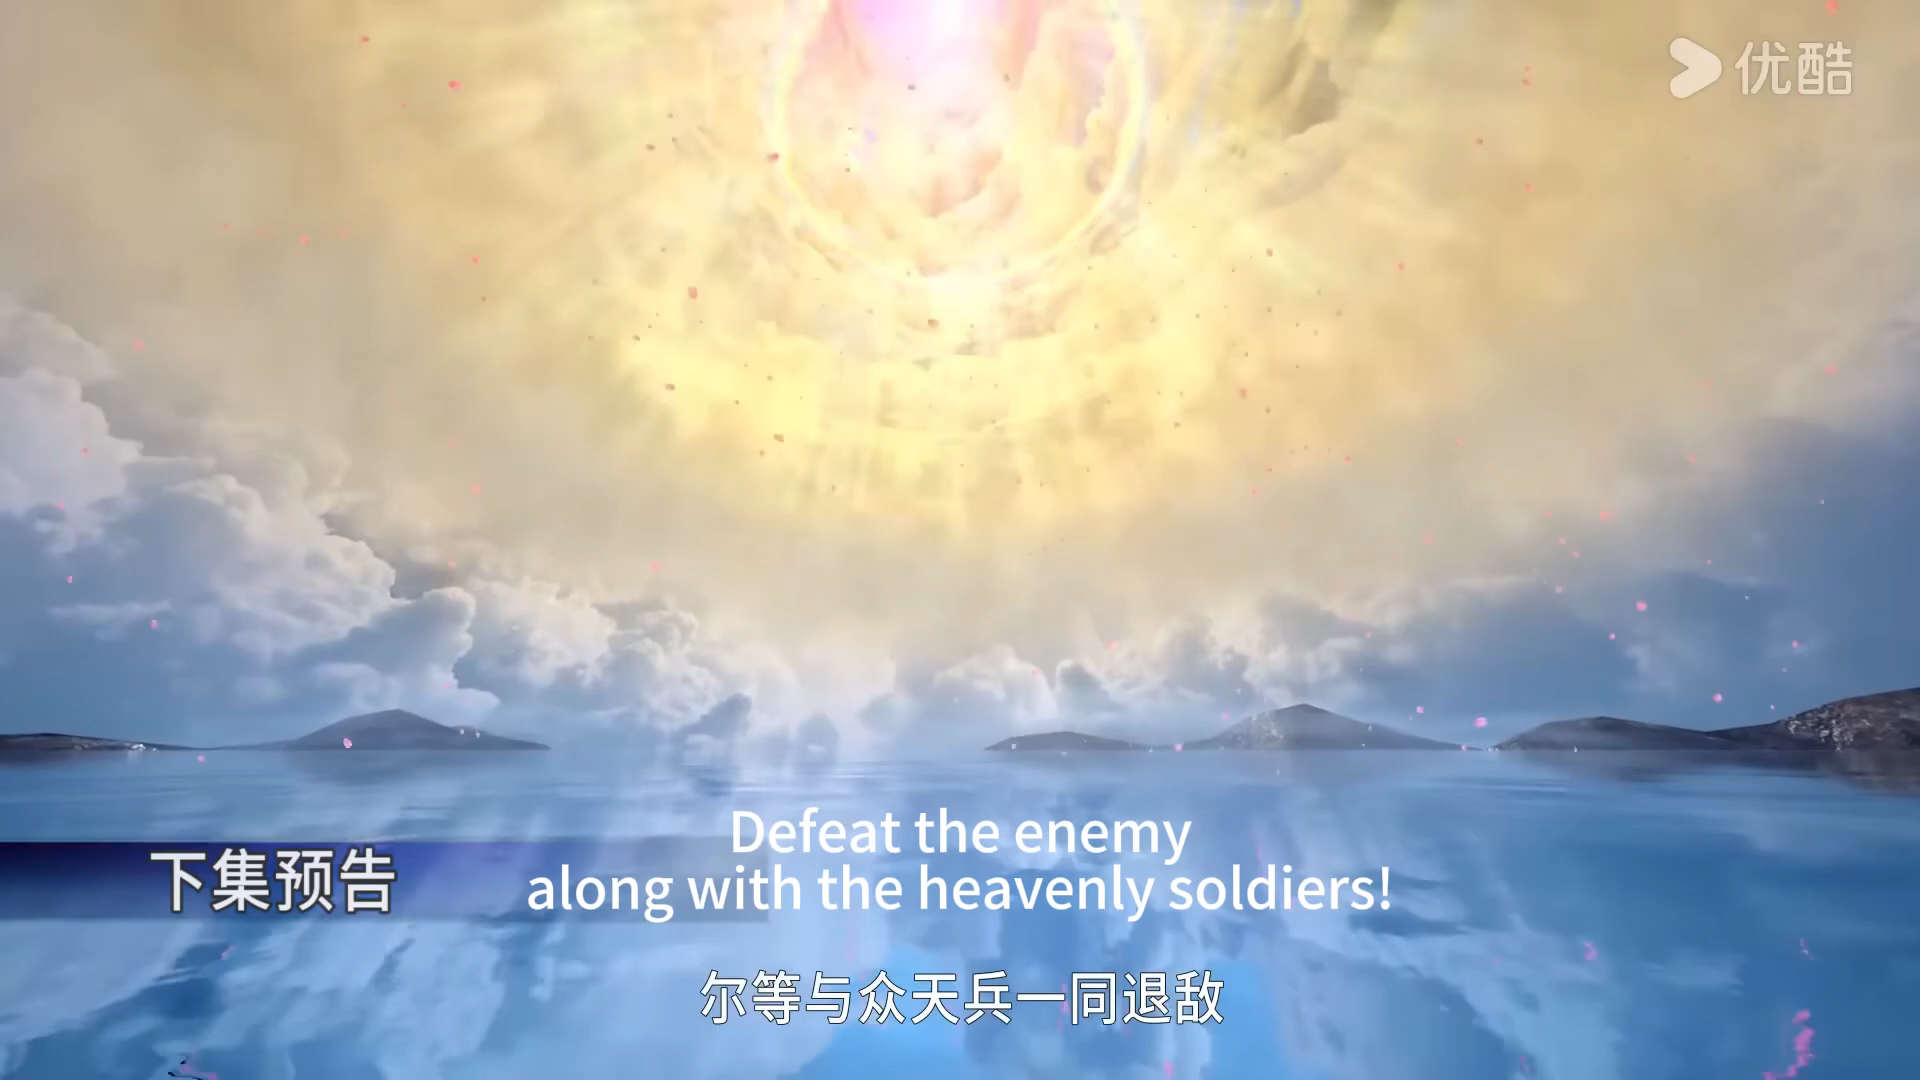 优酷
Defeat the enemy
along with the heavenly soldiers!
下集预告
尔等与众天兵一同退敌